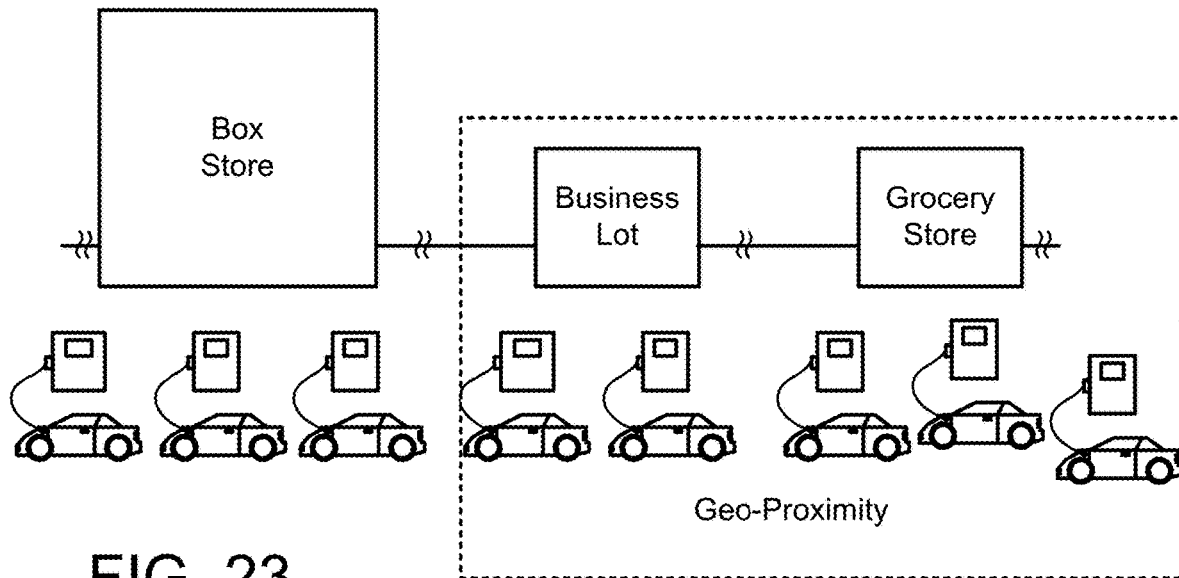 Box
Store
Business
Lot
Grocery
Store
Geo-Proximity
FIG. 23